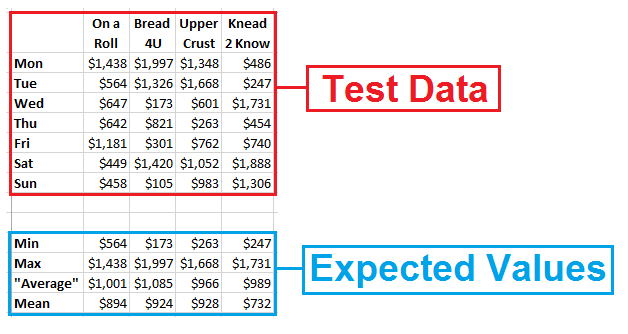 On a Bread Upper Knead
Roll 4U Crust 2 Know
Mon $1,438 $1,997 $1,348 $486
Tue $564 $1,326 $1,668 $247
Wed $647 $173 $601 $1,731
Thu $642 $821 $263 $454
Fri $1,181 $301 $762 $740
Sat $449 $1,420 $1,052 $1,888
Sun $458 $105 $983 $1,306
Test Data
Min $564 $173 $263 $247
Max $1,438 $1,997 $1,668 $1,731
"Average" $1,001 $1,085 $966 $989
Mean $894 $924 $928 $732
Expected Values